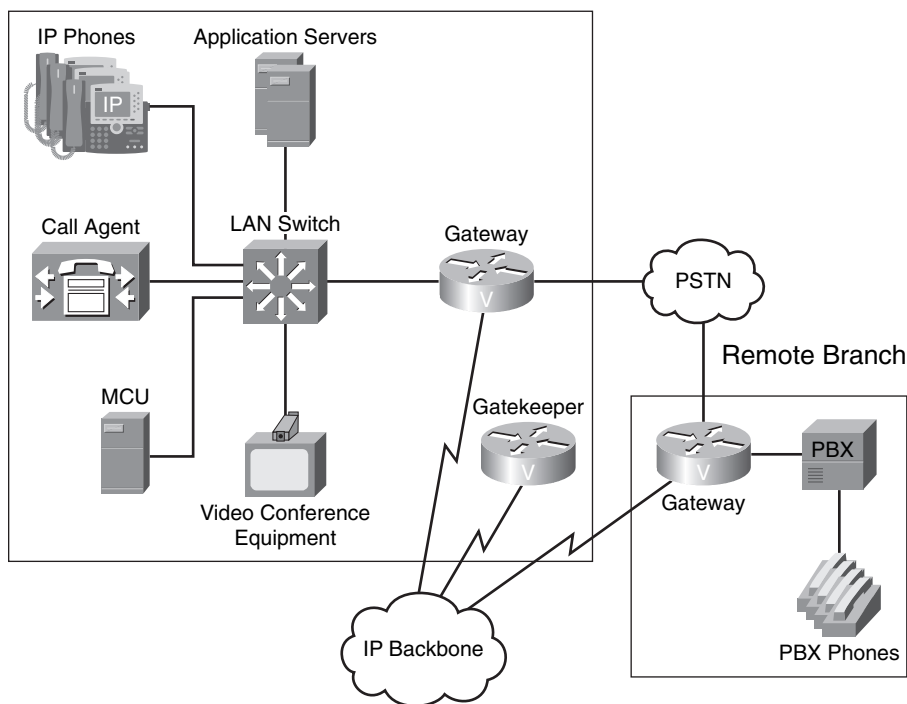 IP Phones
Application Servers
IP
Call Agent
LAN Switch
Gateway
V
PSTN
Remote Branch
MCU
Gatekeeper
V
Video Conference
Equipment
PBX
V
Gateway
IP Backbone
PBX Phones